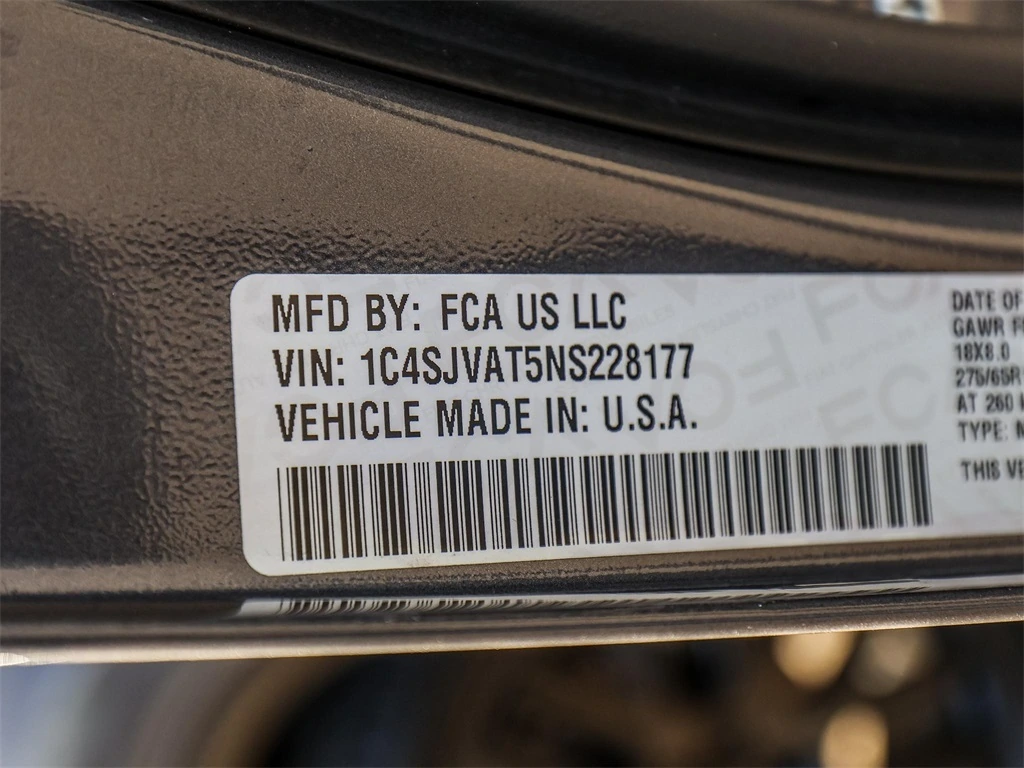 MFD BY: FCA US LLC
VIN: 1C4SJVAT5NS228177
VEHICLE MADE IN: U.S.A.
DATE OF
GAWR
18X8.0
275/65R
AT 260
TYPE:
THIS